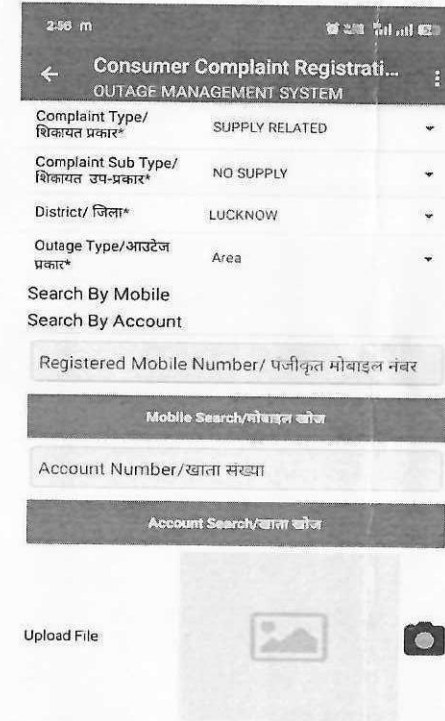 2:56 m
Consumer Complaint Registrati...
OUTAGE MANAGEMENT SYSTEM
Complaint Type/ SUPPLY RELATED
शिकायत प्रकार*
Complaint Sub Type/ NO SUPPLY
शिकायत उप-प्रकार*
District/ जिला* LUCKNOW
Outage Type/आउटेज Area
प्रकार*
Search By Mobile
Search By Account
Registered Mobile Number/ पंजीकृत मोबाइल नंबर
Mobile Search/मोबाइल खोज
Account Number/खाता संख्या
Account Search/खाता खोज
Upload File